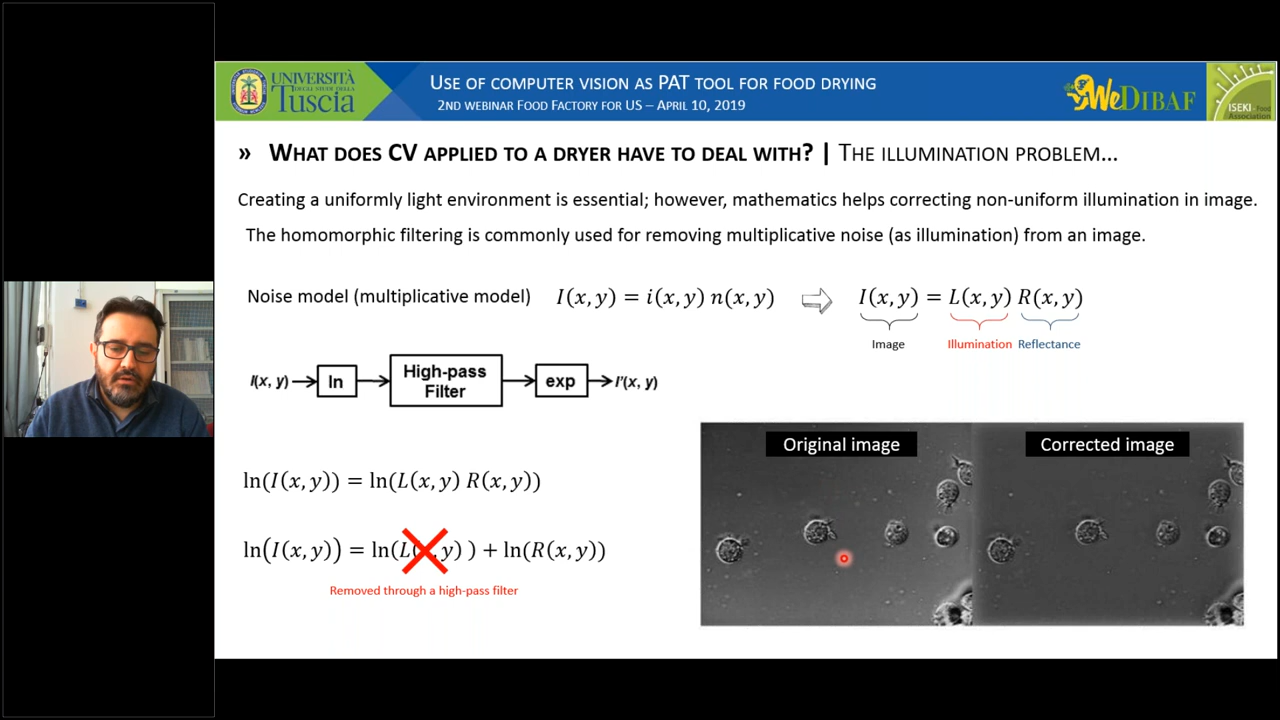 UNIVERSITÀ
DEGLI STUDI DELLA
TUSCIA
USE OF COMPUTER VISION AS PAT TOOL FOR FOOD DRYING
2ND WEBINAR FOOD FACTORY FOR US – APRIL 10, 2019
WEDIBAF
ISEKI-Food
Association
» WHAT DOES CV APPLIED TO A DRYER HAVE TO DEAL WITH? | THE ILLUMINATION PROBLEM...
Creating a uniformly light environment is essential; however, mathematics helps correcting non-uniform illumination in image.
The homomorphic filtering is commonly used for removing multiplicative noise (as illumination) from an image.
Noise model (multiplicative model) I(x, y) = i(x, y) n(x, y) I(x, y) = L(x, y) R(x, y)
Image Illumination Reflectance
I(x, y) ln High-pass Filter exp I'(x, y)
Original image Corrected image
ln(I(x, y)) = ln(L(x, y) R(x, y))
ln(I(x, y)) = ln(L(x, y) ) + ln(R(x, y))
Removed through a high-pass filter